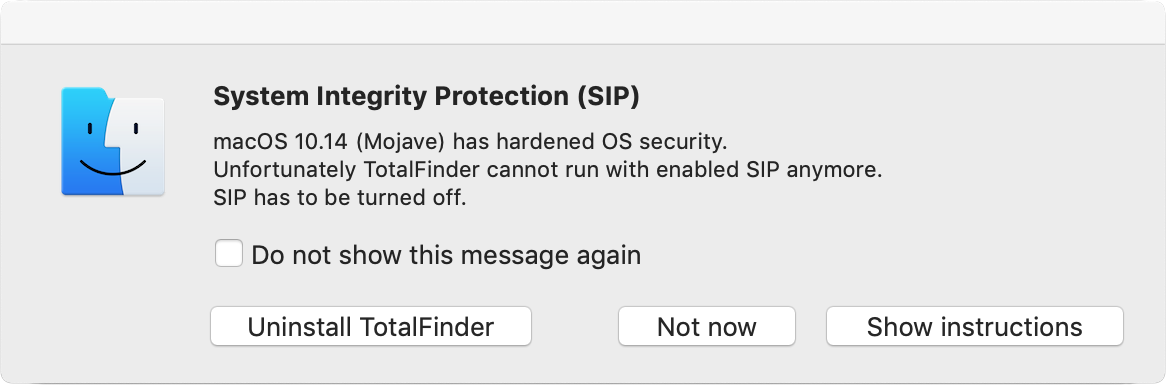 System Integrity Protection (SIP)
macOS 10.14 (Mojave) has hardened OS security.
Unfortunately TotalFinder cannot run with enabled SIP anymore.
SIP has to be turned off.
Do not show this message again
Uninstall TotalFinder
Not now
Show instructions